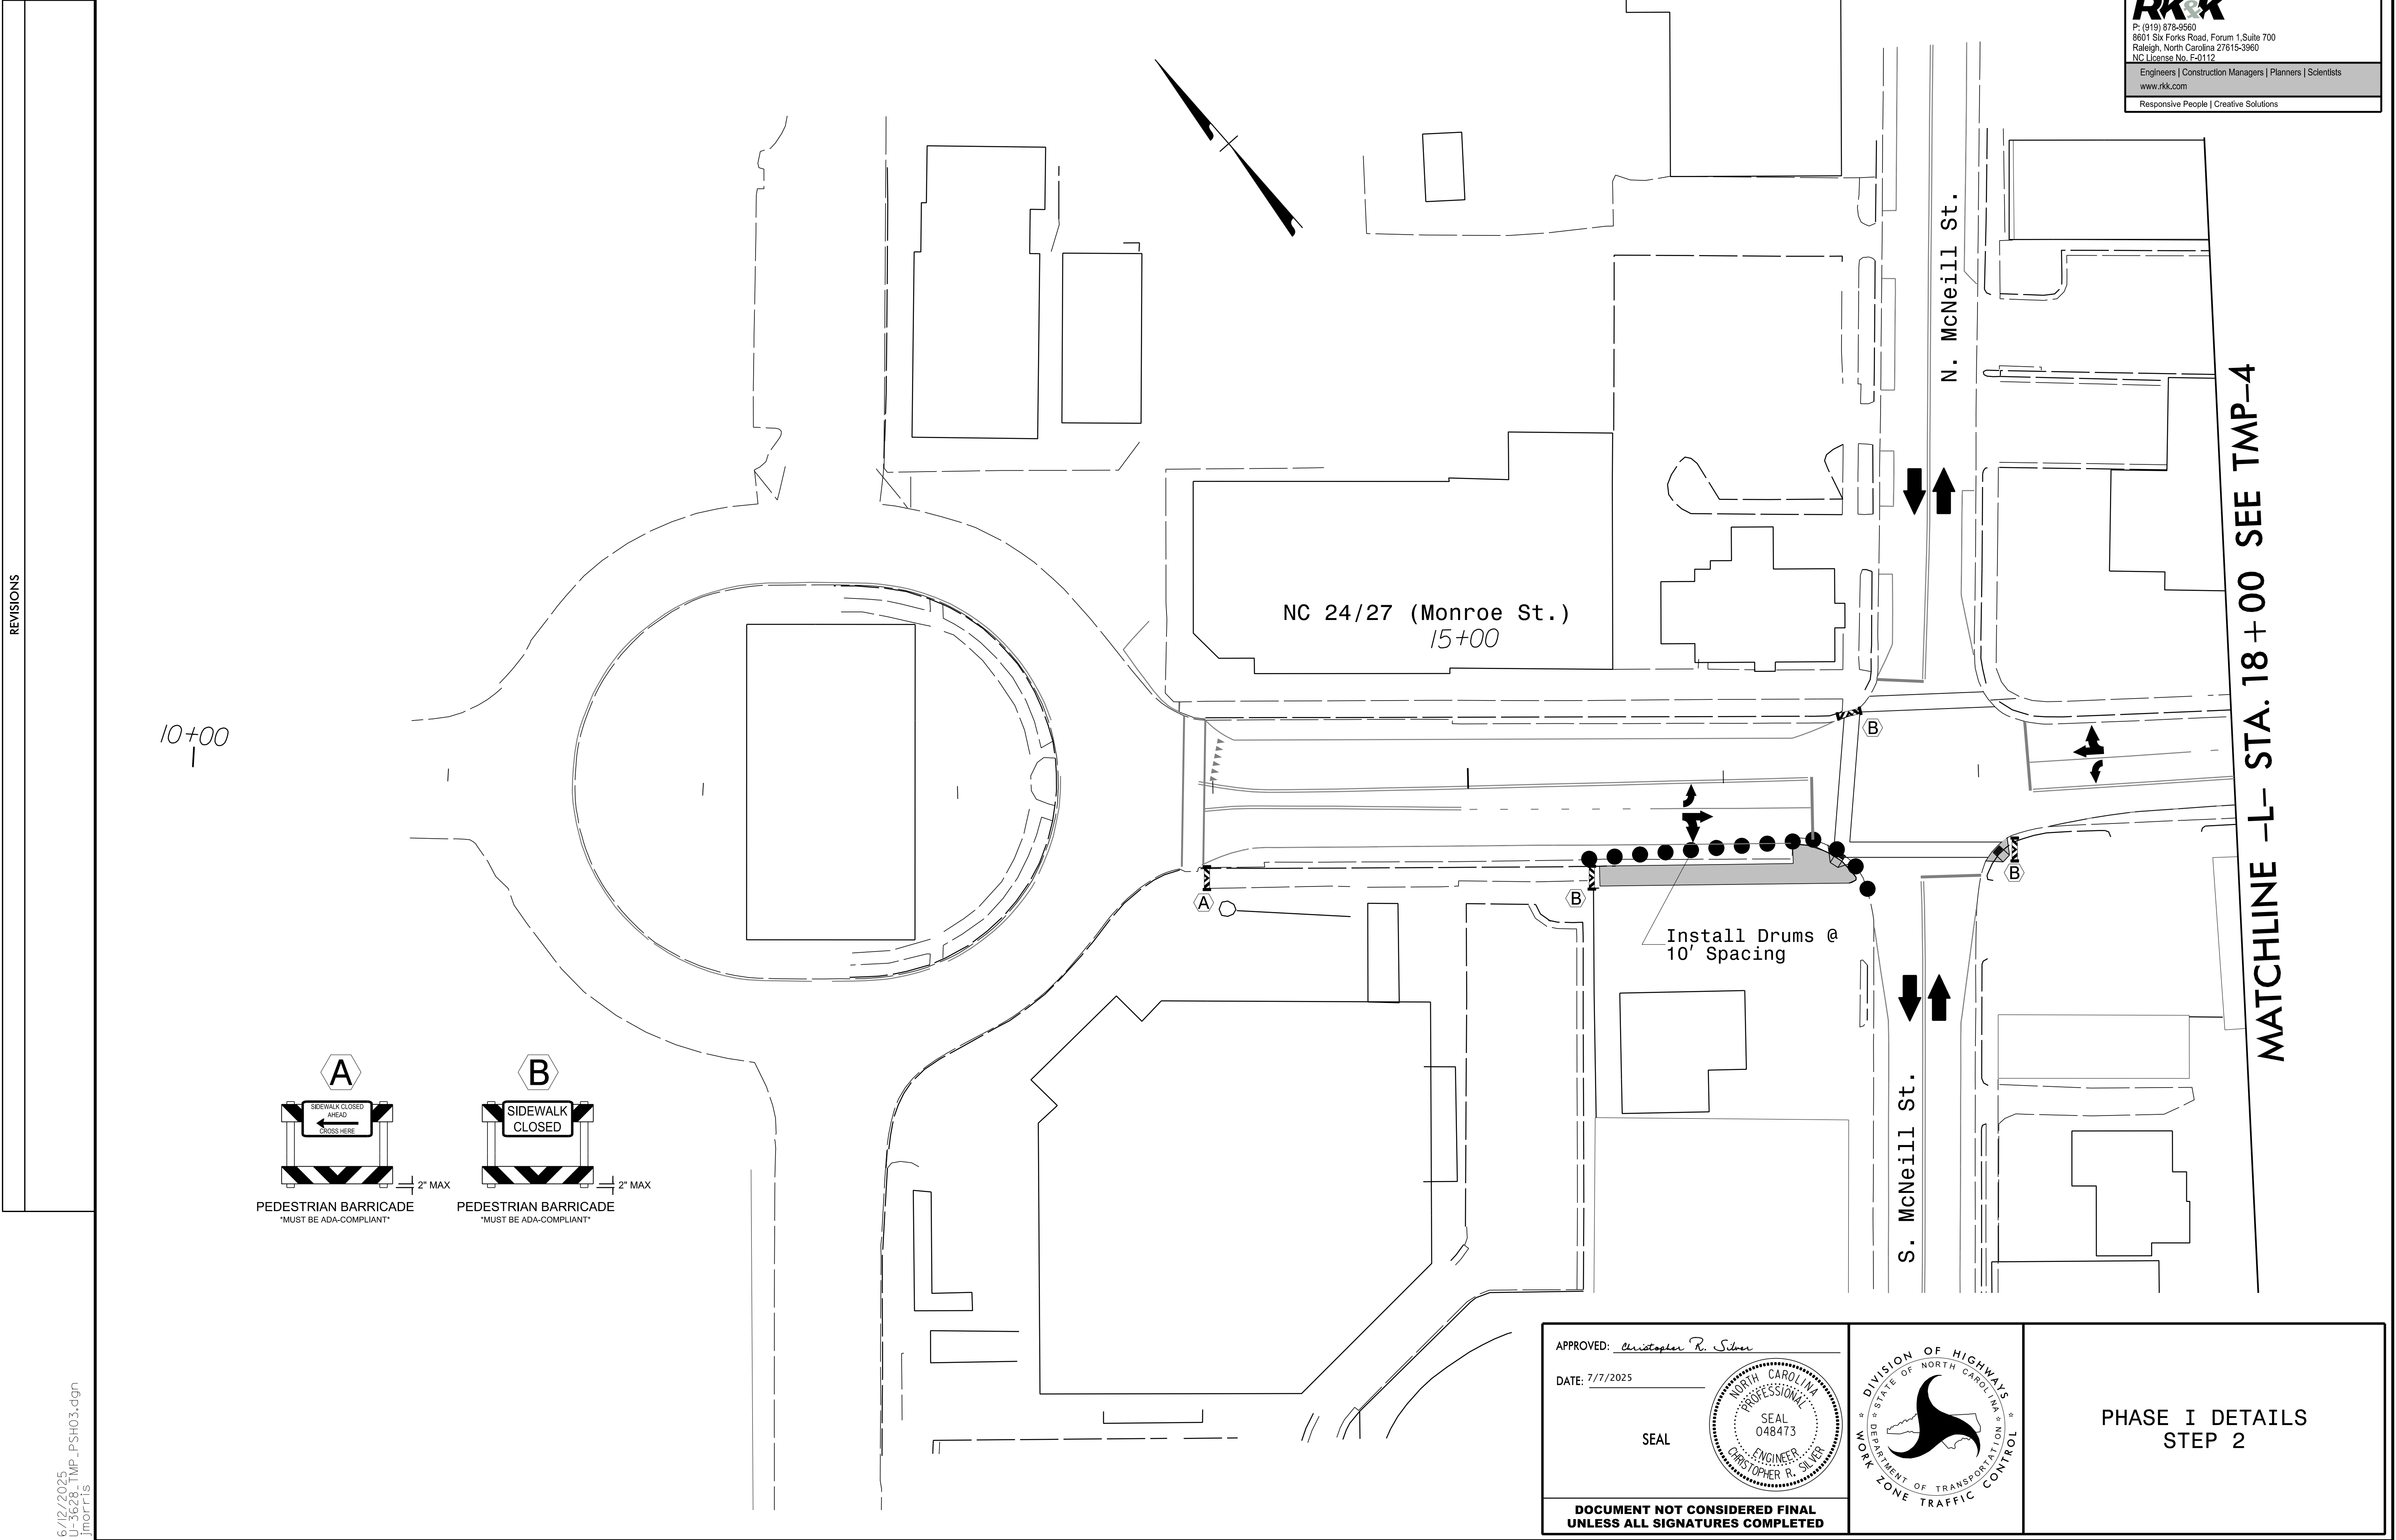 RK&K
P: (919) 878-9560
8601 Six Forks Road, Forum 1,Suite 700
Raleigh, North Carolina 27615-3960
NC License No. F-0112
Engineers | Construction Managers | Planners | Scientists
www.rkk.com
Responsive People | Creative Solutions
REVISIONS
N. McNeill St.
MATCHLINE -L- STA. 18+00 SEE TMP-4
NC 24/27 (Monroe St.)
15+00
10+00
B
A
B
B
Install Drums @
10' Spacing
S. McNeill St.
A
SIDEWALK CLOSED
AHEAD
CROSS HERE
2" MAX
PEDESTRIAN BARRICADE
*MUST BE ADA-COMPLIANT*
B
SIDEWALK
CLOSED
2" MAX
PEDESTRIAN BARRICADE
*MUST BE ADA-COMPLIANT*
6/12/2025
U-3628_TMP_PSH03.dgn
jmorris
APPROVED: Christopher R. Silver
DATE: 7/7/2025
SEAL
NORTH CAROLINA
PROFESSIONAL
SEAL
048473
ENGINEER
CHRISTOPHER R. SILVER
DOCUMENT NOT CONSIDERED FINAL
UNLESS ALL SIGNATURES COMPLETED
DIVISION OF HIGHWAYS
STATE OF NORTH CAROLINA
DEPARTMENT OF TRANSPORTATION
WORK ZONE TRAFFIC CONTROL
PHASE I DETAILS
STEP 2